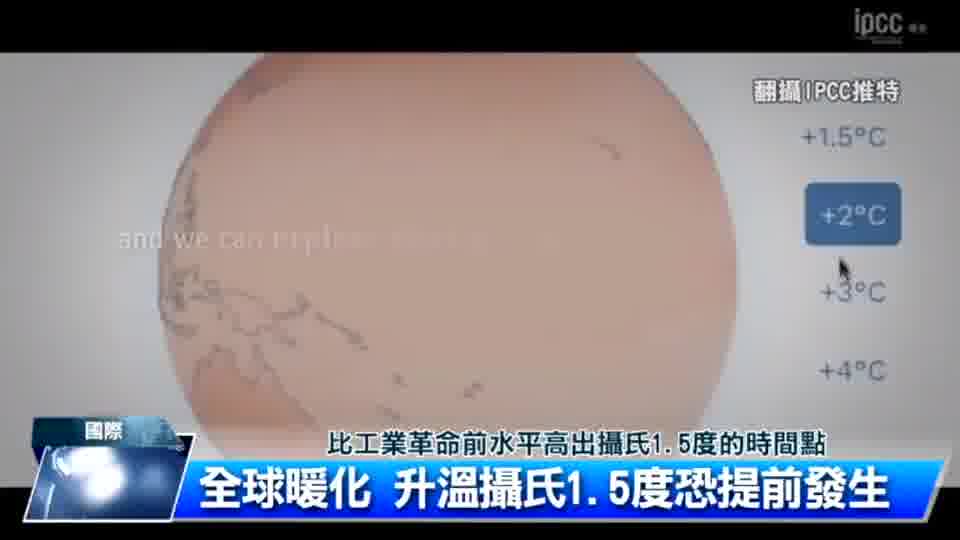 ipcc
翻攝IPCC推特
+1.5°C
+2°C
and we can explore
+3°C
+4°C
國際
比工業革命前水平高出攝氏1.5度的時間點
全球暖化 升溫攝氏1.5度恐提前發生